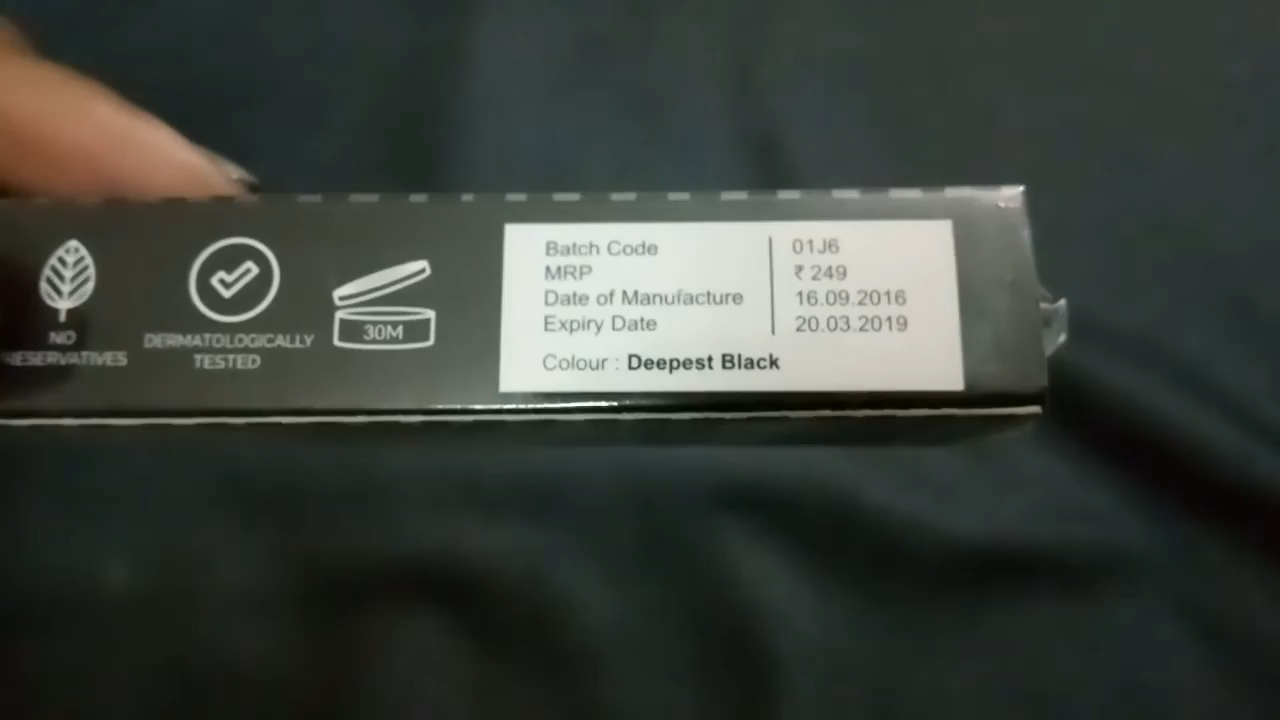 NO
RESERVATIVES
DERMATOLOGICALLY
TESTED
30M
Batch Code 01J6
MRP ₹ 249
Date of Manufacture 16.09.2016
Expiry Date 20.03.2019
Colour : Deepest Black